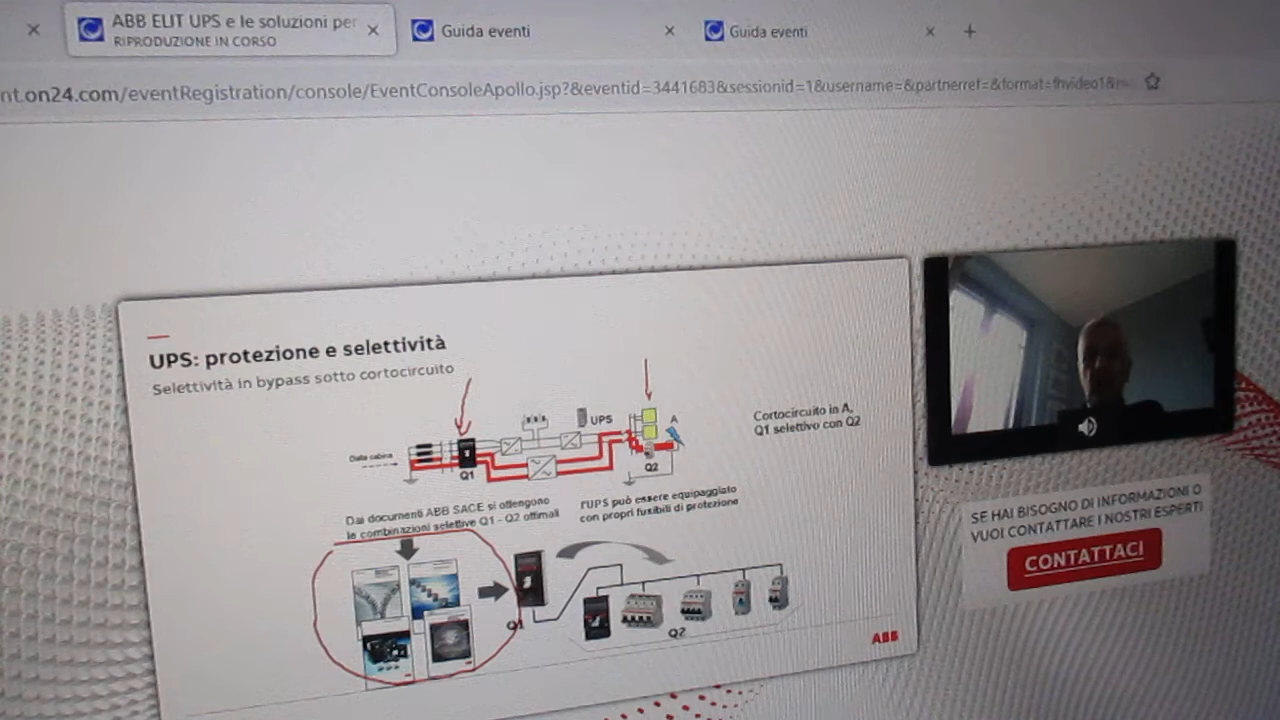 ABB ELIT UPS e le soluzioni per
RIPRODUZIONE IN CORSO
Guida eventi
Guida eventi
nt.on24.com/eventRegistration/console/EventConsoleApollo.jsp?&eventid=3441683&sessionid=1&username=&partnerref=&format=fhvideo1&
UPS: protezione e selettività
Selettività in bypass sotto cortocircuito
UPS
A
Dalla cabina
Q1
Q2
Cortocircuito in A,
Q1 selettivo con Q2
Dai documenti ABB SACE si ottengono
le combinazioni selettive Q1 - Q2 ottimali
l'UPS può essere equipaggiato
con propri fusibili di protezione
Q1
Q2
ABB
SE HAI BISOGNO DI INFORMAZIONI O
VUOI CONTATTARE I NOSTRI ESPERTI
CONTATTACI